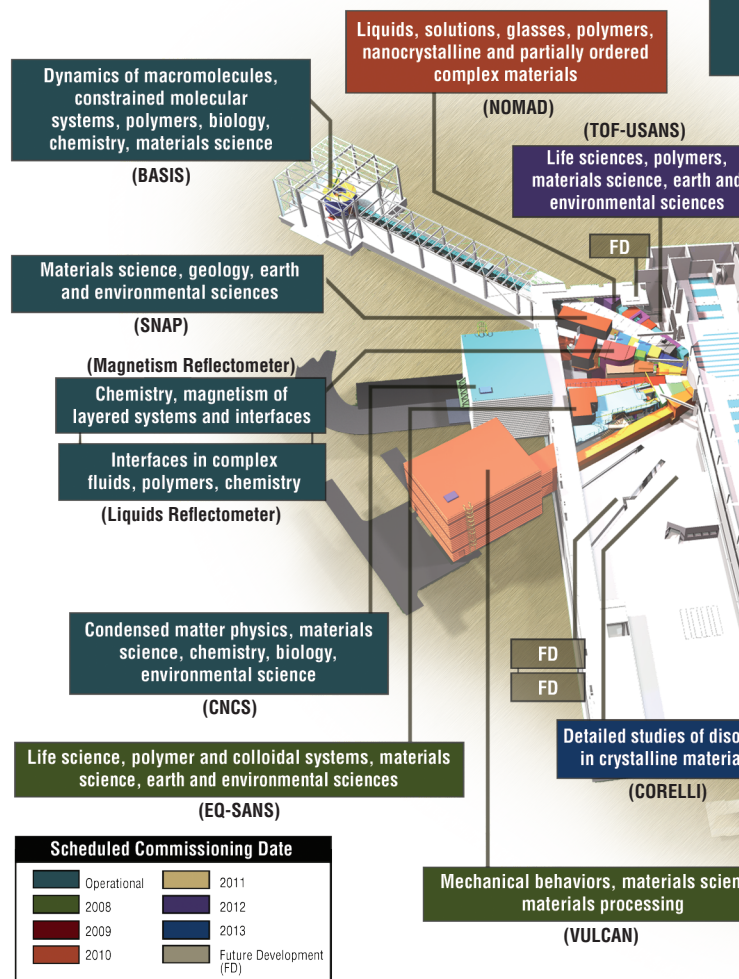 Liquids, solutions, glasses, polymers,
nanocrystalline and partially ordered
complex materials
(NOMAD)
Dynamics of macromolecules,
constrained molecular
systems, polymers, biology,
chemistry, materials science
(BASIS)
(TOF-USANS)
Life sciences, polymers,
materials science, earth and
environmental sciences
FD
Materials science, geology, earth
and environmental sciences
(SNAP)
(Magnetism Reflectometer)
Chemistry, magnetism of
layered systems and interfaces
Interfaces in complex
fluids, polymers, chemistry
(Liquids Reflectometer)
Condensed matter physics, materials
science, chemistry, biology,
environmental science
(CNCS)
FD
FD
Detailed studies of
in crystalline
(CORELLI)
Life science, polymer and colloidal systems, materials
science, earth and environmental sciences
(EQ-SANS)
Mechanical behaviors, materials
materials processing
(VULCAN)
Scheduled Commissioning Date
Operational
2008
2009
2010
2011
2012
2013
Future Development
(FD)